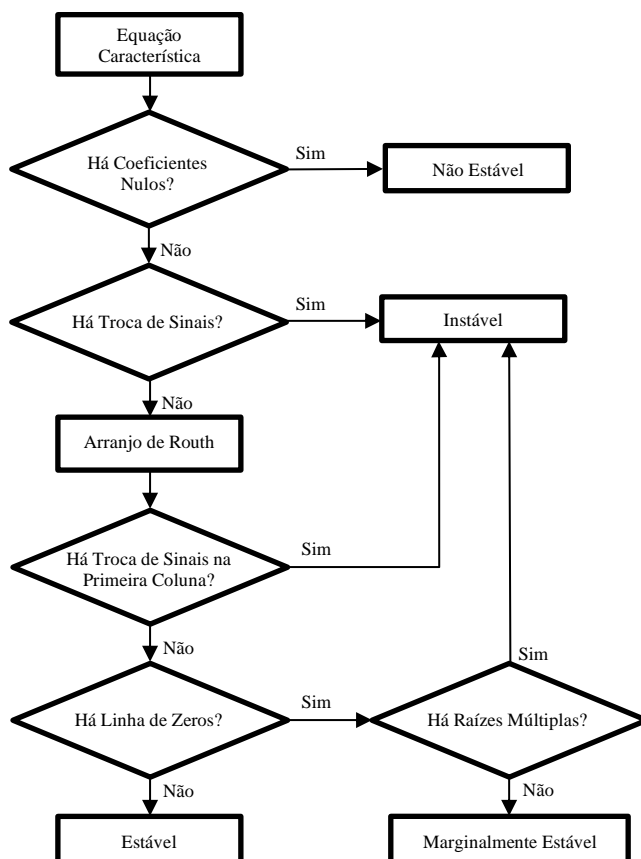 Equação
Característica
Há Coeficientes
Nulos?
Sim
Não Estável
Não
Há Troca de Sinais?
Sim
Instável
Não
Arranjo de Routh
Há Troca de Sinais na
Primeira Coluna?
Sim
Não
Sim
Há Linha de Zeros?
Sim
Há Raízes Múltiplas?
Não
Não
Estável
Marginalmente Estável